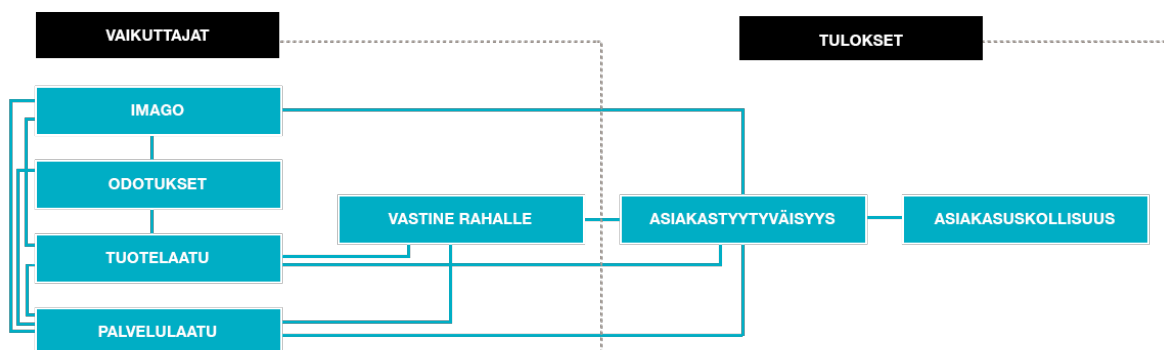 VAIKUTTAJAT
TULOKSET
IMAGO
ODOTUKSET
VASTINE RAHALLE
ASIAKASTYYTYVÄISYYS
ASIAKASUSKOLLISUUS
TUOTELAATU
PALVELULAATU